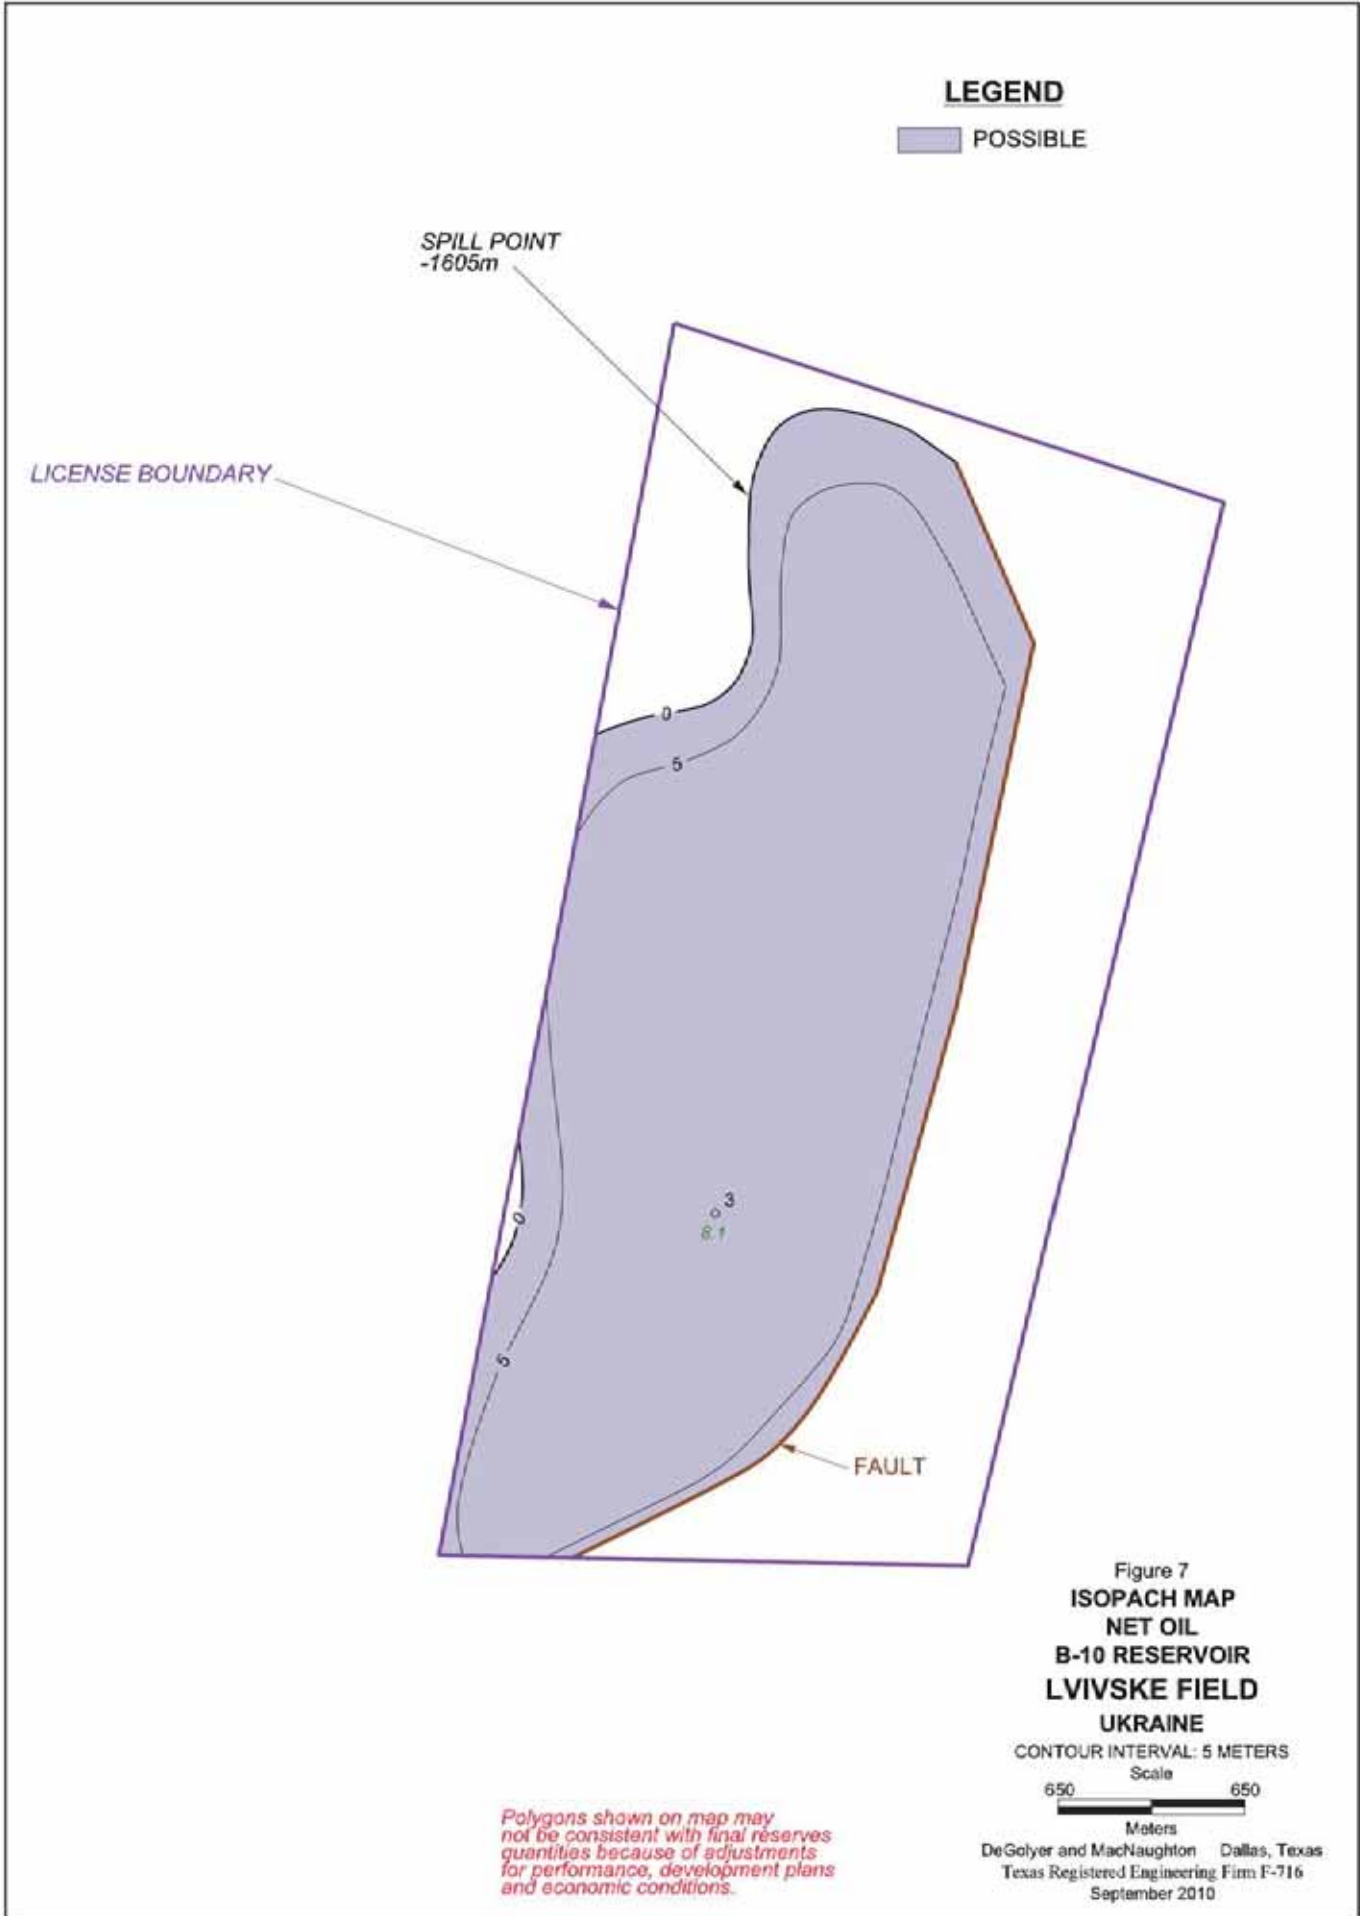 LEGEND
POSSIBLE
SPILL POINT
-1605m
LICENSE BOUNDARY
0
5
3
8.1
0
5
FAULT
Figure 7
ISOPACH MAP
NET OIL
B-10 RESERVOIR
LVIVSKE FIELD
UKRAINE
CONTOUR INTERVAL: 5 METERS
Scale
650 650
Meters
DeGolyer and MacNaughton Dallas, Texas
Texas Registered Engineering Firm F-716
September 2010
Polygons shown on map may
not be consistent with final reserves
quantities because of adjustments
for performance, development plans
and economic conditions.